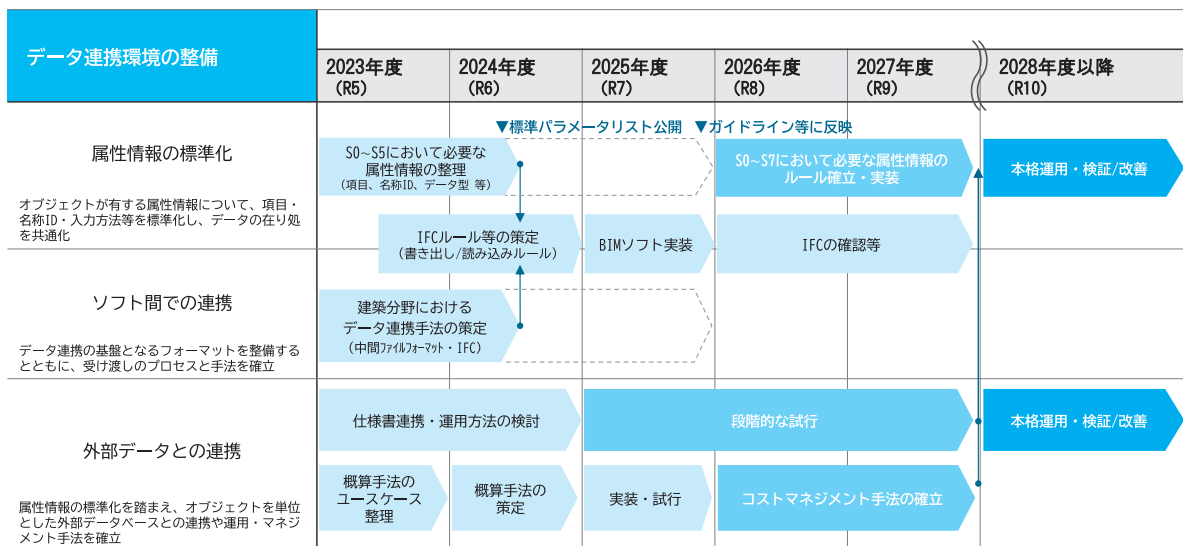 データ連携環境の整備
2023年度
(R5)
2024年度
(R6)
2025年度
(R7)
2026年度
(R8)
2027年度
(R9)
2028年度以降
(R10)
▼標準パラメータリスト公開
▼ガイドライン等に反映
属性情報の標準化
オブジェクトが有する属性情報について、項目・
名称ID・入力方法等を標準化し、データの在り処
を共通化
S0~S5において必要な
属性情報の整理
(項目、名称ID、データ型 等)
S0~S7において必要な属性情報の
ルール確立・実装
本格運用・検証/改善
IFCルール等の策定
(書き出し/読み込みルール)
BIMソフト実装
IFCの確認等
ソフト間での連携
データ連携の基盤となるフォーマットを整備する
とともに、受け渡しのプロセスと手法を確立
建築分野における
データ連携手法の策定
(中間ﾌｧｲﾙﾌｫｰﾏｯﾄ・IFC)
外部データとの連携
属性情報の標準化を踏まえ、オブジェクトを単位
とした外部データベースとの連携や運用・マネジ
メント手法を確立
仕様書連携・運用方法の検討
段階的な試行
本格運用・検証/改善
概算手法の
ユースケース
整理
概算手法の
策定
実装・試行
コストマネジメント手法の確立